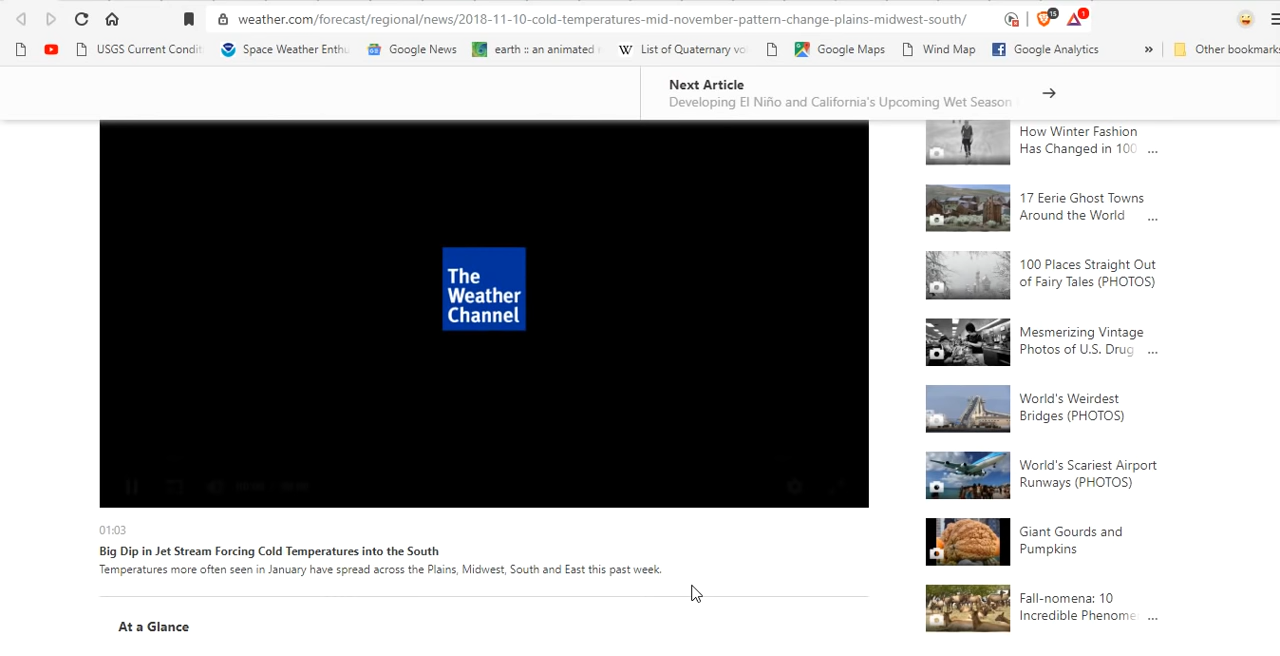 weather.com/forecast/regional/news/2018-11-10-cold-temperatures-mid-november-pattern-change-plains-midwest-south/
15
1
USGS Current Condit
Space Weather Enthu
Google News
earth :: an animated
W
List of Quaternary vo
Google Maps
Wind Map
Google Analytics
»
Other bookmarks
Next Article
Developing El Niño and California's Upcoming Wet Season
The
Weather
Channel
01:03
Big Dip in Jet Stream Forcing Cold Temperatures into the South
Temperatures more often seen in January have spread across the Plains, Midwest, South and East this past week.
At a Glance
How Winter Fashion
Has Changed in 100 ...
17 Eerie Ghost Towns
Around the World ...
100 Places Straight Out
of Fairy Tales (PHOTOS)
Mesmerizing Vintage
Photos of U.S. Drug ...
World's Weirdest
Bridges (PHOTOS)
World's Scariest Airport
Runways (PHOTOS)
Giant Gourds and
Pumpkins
Fall-nomena: 10
Incredible Phenome ...